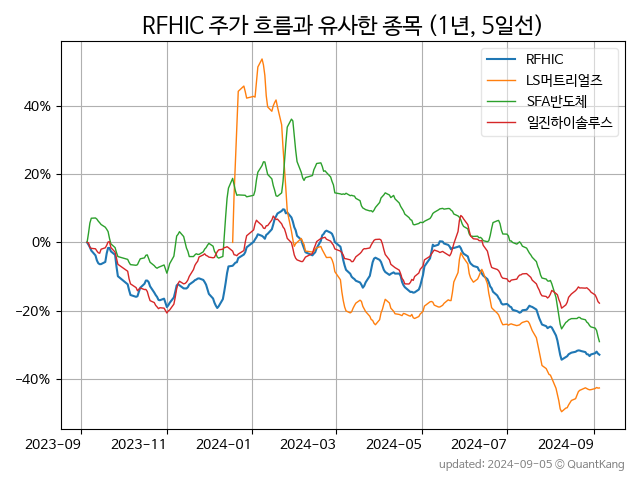 RFHIC 주가 흐름과 유사한 종목 (1년, 5일선)
RFHIC
LS머트리얼즈
SFA반도체
일진하이솔루스
40%
20%
0%
−20%
−40%
2023-09
2023-11
2024-01
2024-03
2024-05
2024-07
2024-09
updated: 2024-09-05 © QuantKang